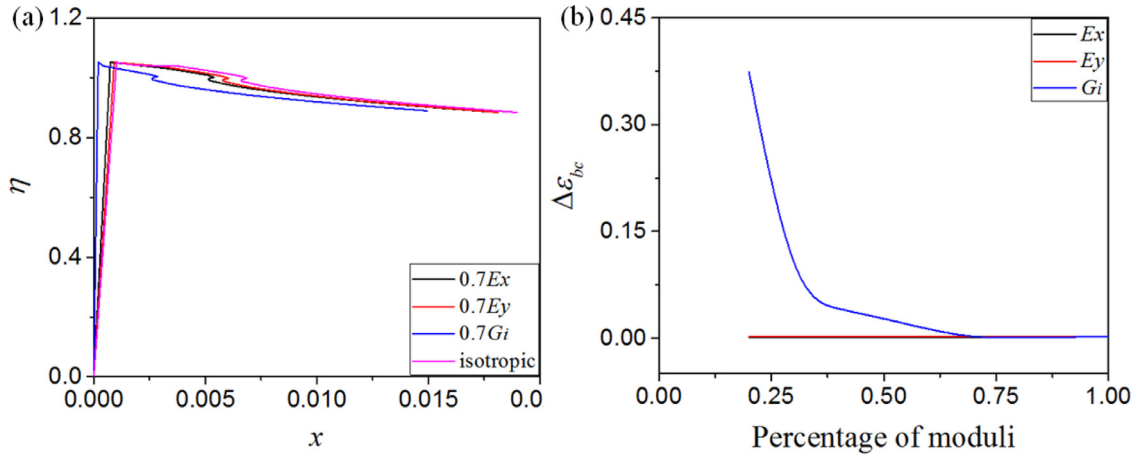 (a)
1.2
0.8
0.4
0.0
η
0.7Ex
0.7Ey
0.7Gi
isotropic
0.000
0.005
0.010
0.015
0.0
x
(b)
0.45
0.30
0.15
0.00
Δε_bc
Ex
Ey
Gi
0.00
0.25
0.50
0.75
1.00
Percentage of moduli